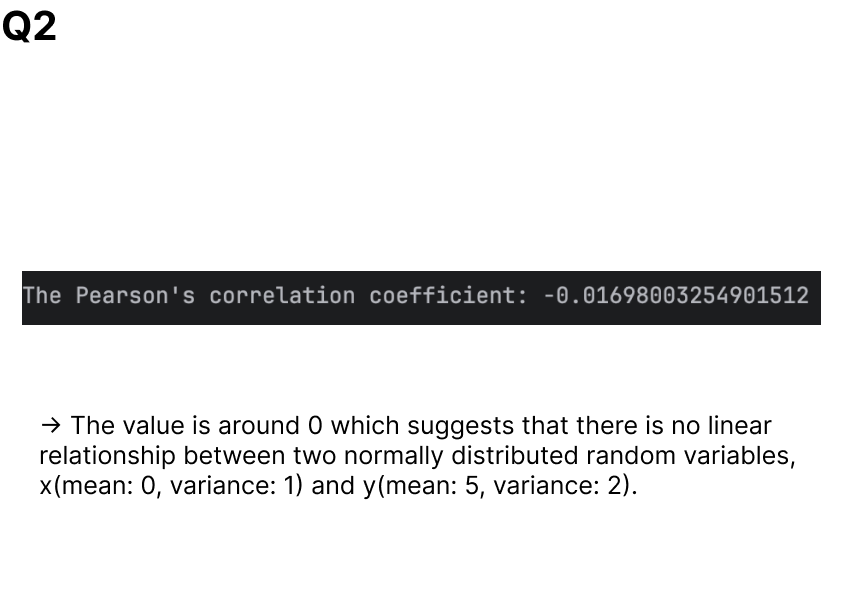 Q2
The Pearson's correlation coefficient: -0.01698003254901512
→ The value is around 0 which suggests that there is no linear
relationship between two normally distributed random variables,
x(mean: 0, variance: 1) and y(mean: 5, variance: 2).